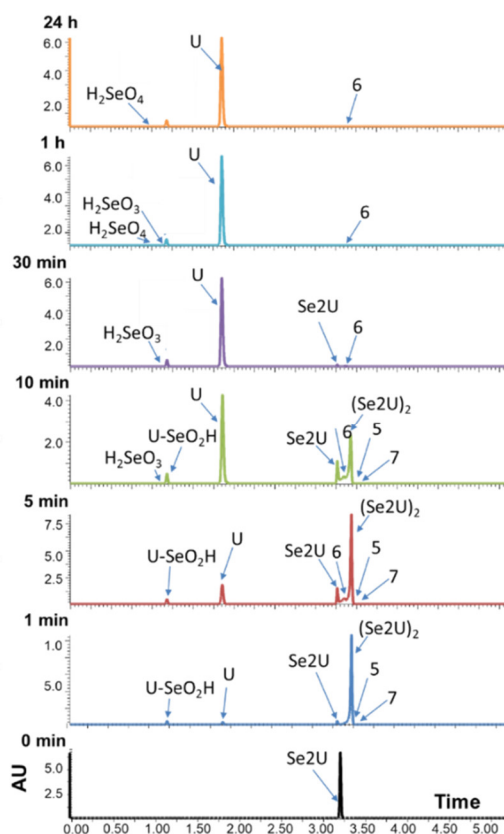 24 h
6.0
4.0
2.0
H₂SeO₄
U
6
1 h
6.0
4.0
2.0
H₂SeO₃
H₂SeO₄
U
6
30 min
6.0
4.0
2.0
H₂SeO₃
U
Se2U
6
10 min
4.0
2.0
H₂SeO₃
U-SeO₂H
U
Se2U
6
(Se2U)₂
5
7
5 min
7.5
5.0
2.5
U-SeO₂H
U
Se2U
6
(Se2U)₂
5
7
1 min
1.0
5.0
U-SeO₂H
U
Se2U
(Se2U)₂
5
7
0 min
5.0
2.5
Se2U
AU
Time
0.00 0.50 1.00 1.50 2.00 2.50 3.00 3.50 4.00 4.50 5.00